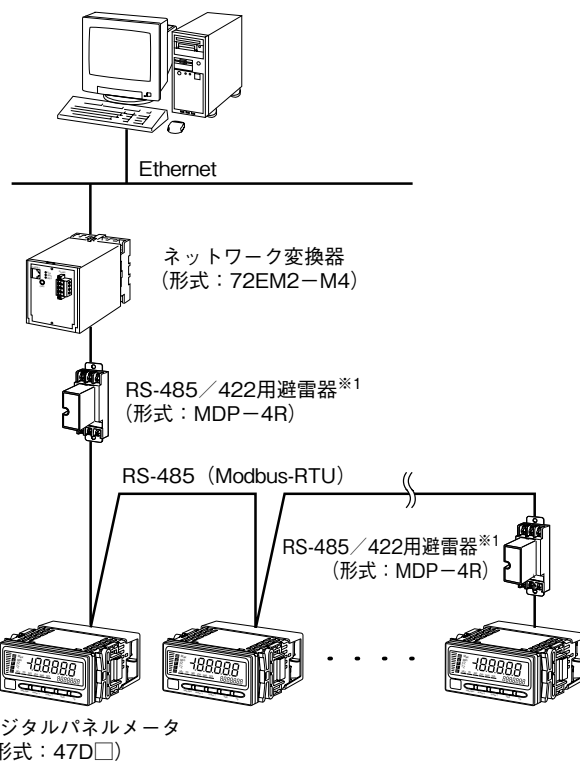 Ethernet
ネットワーク変換器
（形式：72EM2－M4）
RS-485／422用避雷器※1
（形式：MDP－4R）
RS-485（Modbus-RTU）
RS-485／422用避雷器※1
（形式：MDP－4R）
-188888
-188888
-188888
ジタルパネルメータ
形式：47D□）